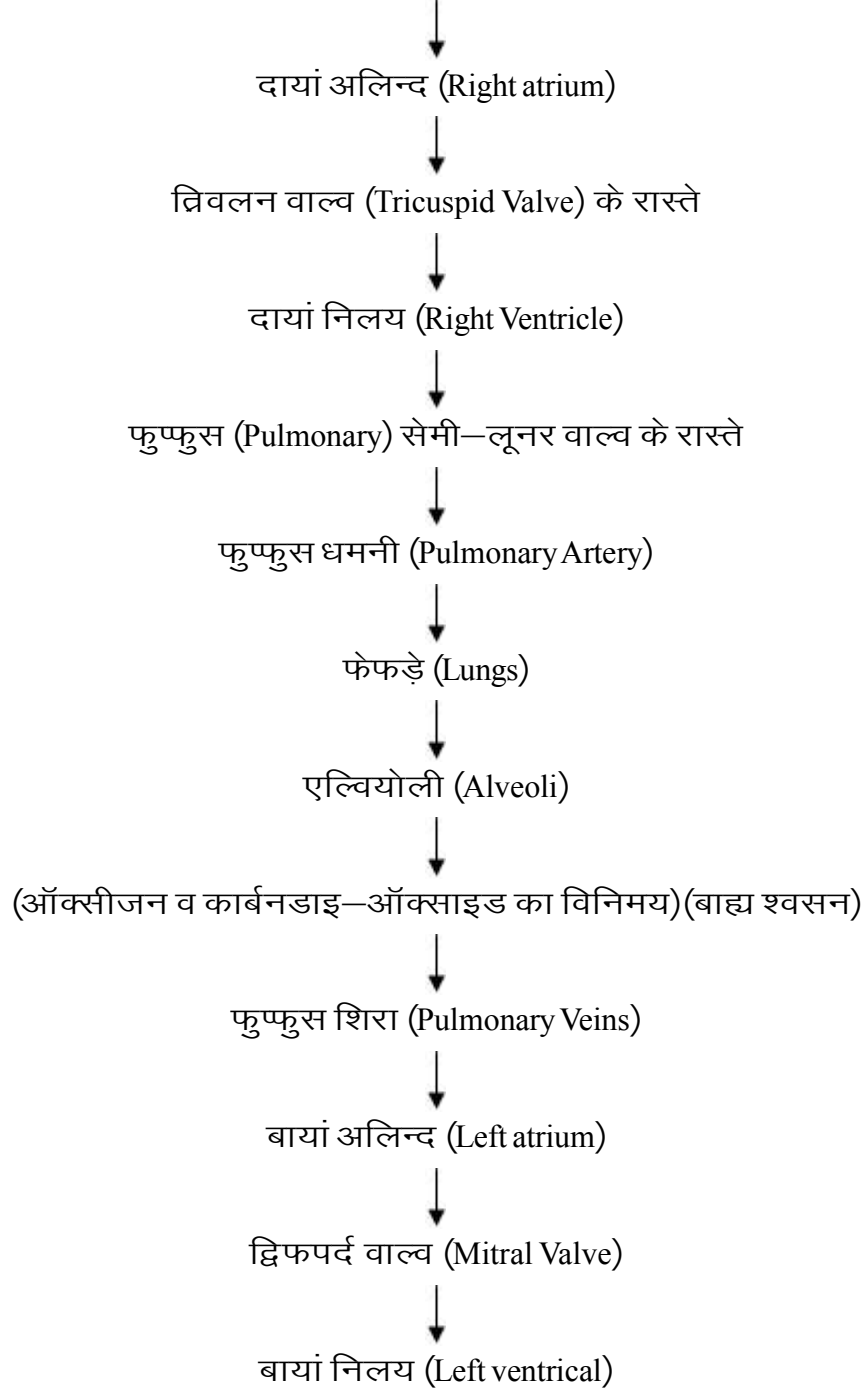 दायां अलिन्द (Right atrium)
त्रिवलन वाल्व (Tricuspid Valve) के रास्ते
दायां निलय (Right Ventricle)
फुप्फुस (Pulmonary) सेमी–लूनर वाल्व के रास्ते
फुप्फुस धमनी (Pulmonary Artery)
फेफड़े (Lungs)
एल्वियोली (Alveoli)
(ऑक्सीजन व कार्बनडाइ–ऑक्साइड का विनिमय)(बाह्य श्वसन)
फुप्फुस शिरा (Pulmonary Veins)
बायां अलिन्द (Left atrium)
द्विफपर्द वाल्व (Mitral Valve)
बायां निलय (Left ventrical)